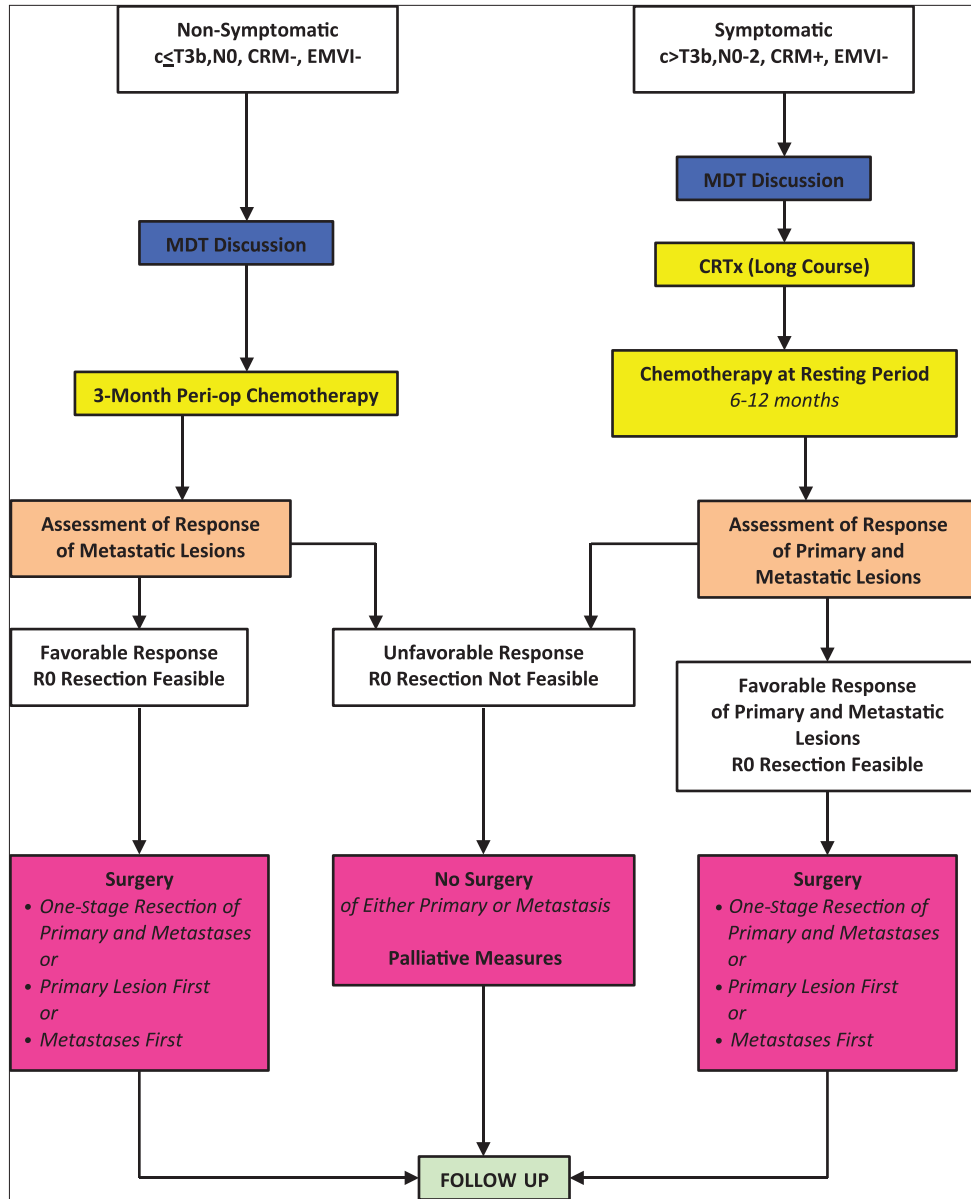 Non-Symptomatic
c≤T3b,N0, CRM-, EMVI-
Symptomatic
c>T3b,N0-2, CRM+, EMVI-
MDT Discussion
MDT Discussion
CRTx (Long Course)
3-Month Peri-op Chemotherapy
Chemotherapy at Resting Period
6-12 months
Assessment of Response
of Metastatic Lesions
Assessment of Response
of Primary and
Metastatic Lesions
Favorable Response
R0 Resection Feasible
Unfavorable Response
R0 Resection Not Feasible
Favorable Response
of Primary and Metastatic
Lesions
R0 Resection Feasible
Surgery
• One-Stage Resection of
Primary and Metastases
or
• Primary Lesion First
or
• Metastases First
No Surgery
of Either Primary or Metastasis
Palliative Measures
Surgery
• One-Stage Resection of
Primary and Metastases
or
• Primary Lesion First
or
• Metastases First
FOLLOW UP